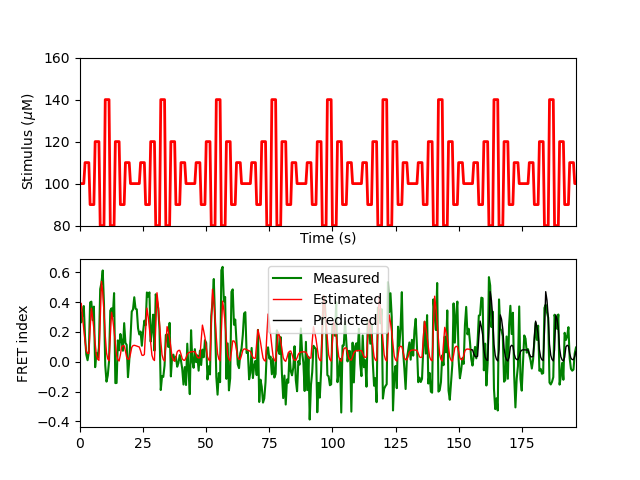 160
140
120
100
80
Stimulus (μM)
Time (s)
0.6
0.4
0.2
0.0
−0.2
−0.4
FRET index
Measured
Estimated
Predicted
0 25 50 75 100 125 150 175